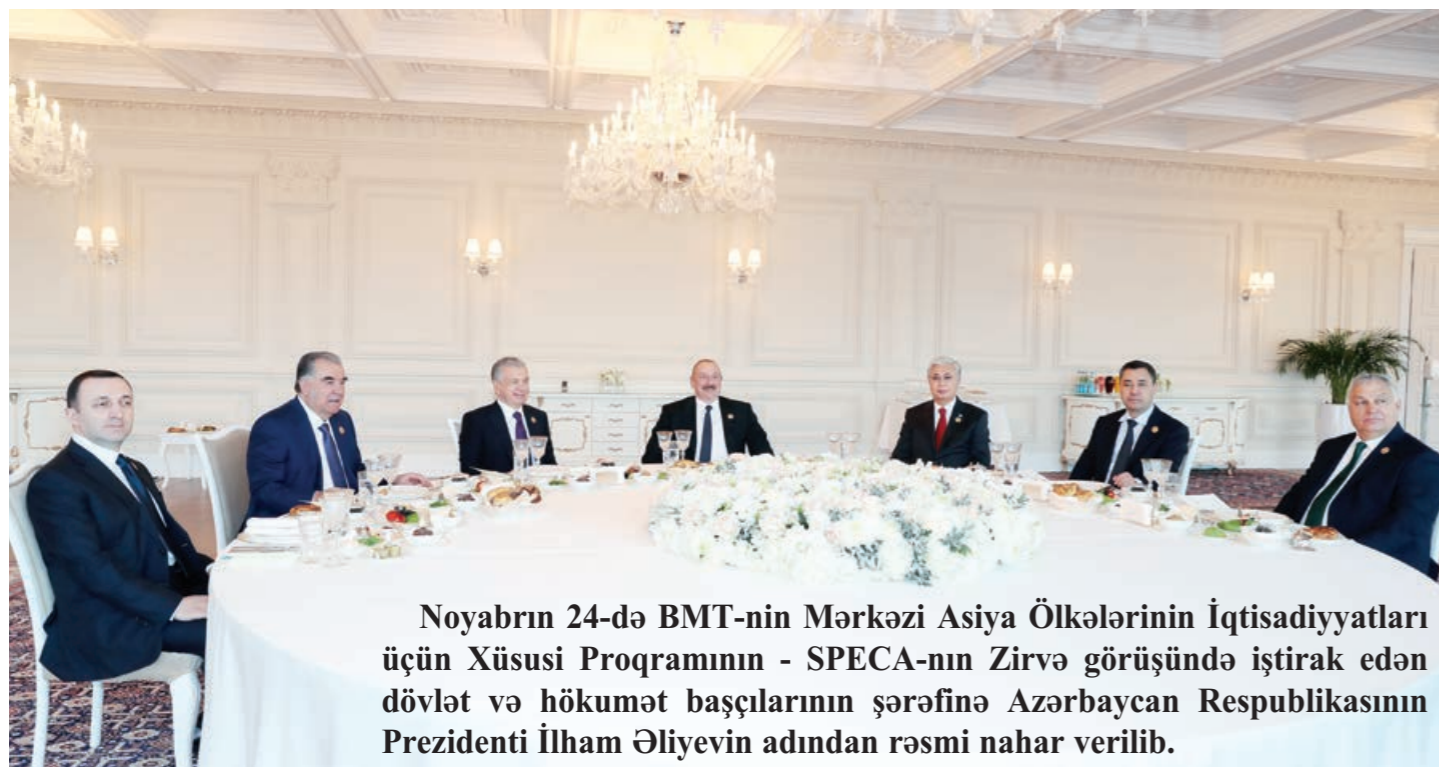 Noyabrın 24-də BMT-nin Mərkəzi Asiya Ölkələrinin İqtisadiyyatları
üçün Xüsusi Proqramının - SPECA-nın Zirvə görüşündə iştirak edən
dövlət və hökumət başçılarının şərəfinə Azərbaycan Respublikasının
Prezidenti İlham Əliyevin adından rəsmi nahar verilib.